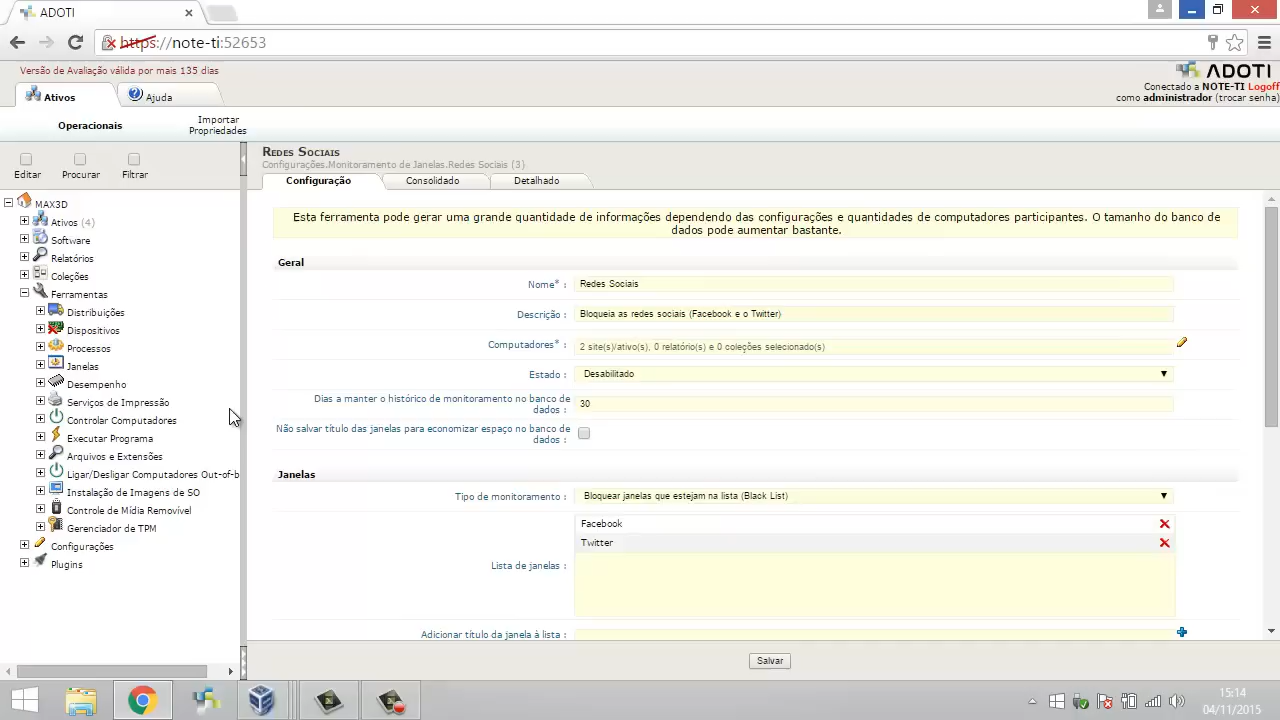 ADOTI
https://note-ti:52653
Versão de Avaliação válida por mais 135 dias
ADOTI
Ativos
Ajuda
Conectado a NOTE-TI Logoff
como administrador (trocar senha)
Operacionais
Importar
Propriedades
Editar
Procurar
Filtrar
Redes Sociais
Configurações.Monitoramento de Janelas.Redes Sociais (3)
Configuração
Consolidado
Detalhado
MAX3D
Ativos (4)
Software
Relatórios
Coleções
Ferramentas
Distribuições
Dispositivos
Processos
Janelas
Desempenho
Serviços de Impressão
Controlar Computadores
Executar Programa
Arquivos e Extensões
Ligar/Desligar Computadores Out-of-b
Instalação de Imagens de SO
Controle de Mídia Removível
Gerenciador de TPM
Configurações
Plugins
Esta ferramenta pode gerar uma grande quantidade de informações dependendo das configurações e quantidades de computadores participantes. O tamanho do banco de
dados pode aumentar bastante.
Geral
Nome* : Redes Sociais
Descrição : Bloqueia as redes sociais (Facebook e o Twitter)
Computadores* : 2 site(s)/ativo(s), 0 relatório(s) e 0 coleções selecionado(s)
Estado : Desabilitado
Dias a manter o histórico de monitoramento no banco de
dados : 30
Não salvar título das janelas para economizar espaço no banco de
dados :
Janelas
Tipo de monitoramento : Bloquear janelas que estejam na lista (Black List)
Facebook
Twitter
Lista de janelas :
Adicionar título da janela à lista :
Salvar
15:14
04/11/2015